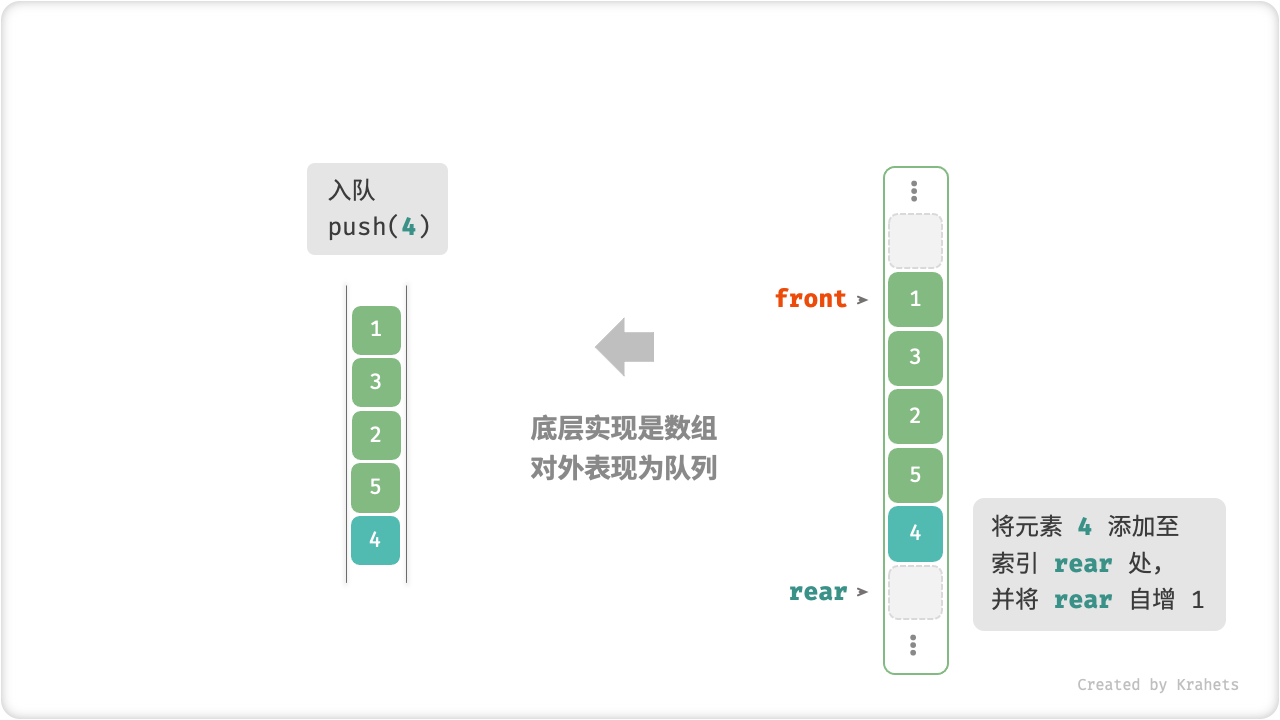 入队
push(4)
1
3
2
5
4
底层实现是数组
对外表现为队列
front
1
3
2
5
4
rear
将元素 4 添加至
索引 rear 处，
并将 rear 自增 1
Created by Krahets